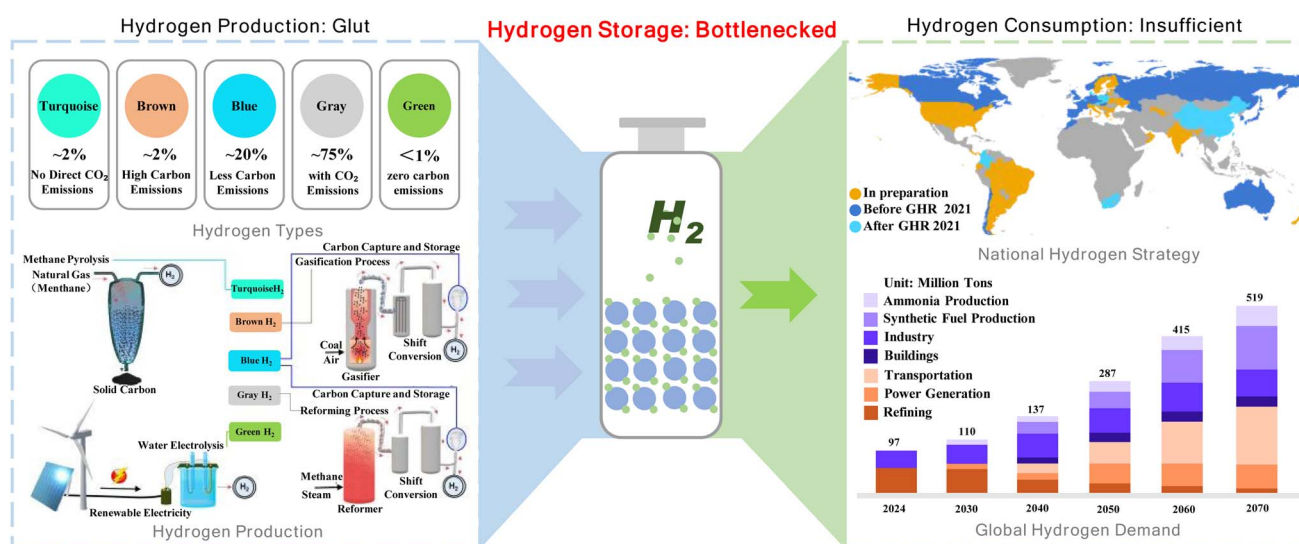 Hydrogen Production: Glut
Hydrogen Storage: Bottlenecked
Hydrogen Consumption: Insufficient
Turquoise
~2%
No Direct CO₂
Emissions
Brown
~2%
High Carbon
Emissions
Blue
~20%
Less Carbon
Emissions
Gray
~75%
with CO₂
Emissions
Green
<1%
zero carbon
emissions
Hydrogen Types
Methane Pyrolysis
Natural Gas
(Menthane)
H₂
Solid Carbon
TurquoiseH₂
Brown H₂
Blue H₂
Gray H₂
Green H₂
Carbon Capture and Storage
Gasification Process
Coal
Air
Gasifier
Shift
Conversion
H₂
Carbon Capture and Storage
Reforming Process
Methane
Steam
Reformer
Shift
Conversion
H₂
Water Electrolysis
H₂
Renewable Electricity
Hydrogen Production
H₂
In preparation
Before GHR 2021
After GHR 2021
National Hydrogen Strategy
Unit: Million Tons
Ammonia Production
Synthetic Fuel Production
Industry
Buildings
Transportation
Power Generation
Refining
97
110
137
287
415
519
2024
2030
2040
2050
2060
2070
Global Hydrogen Demand